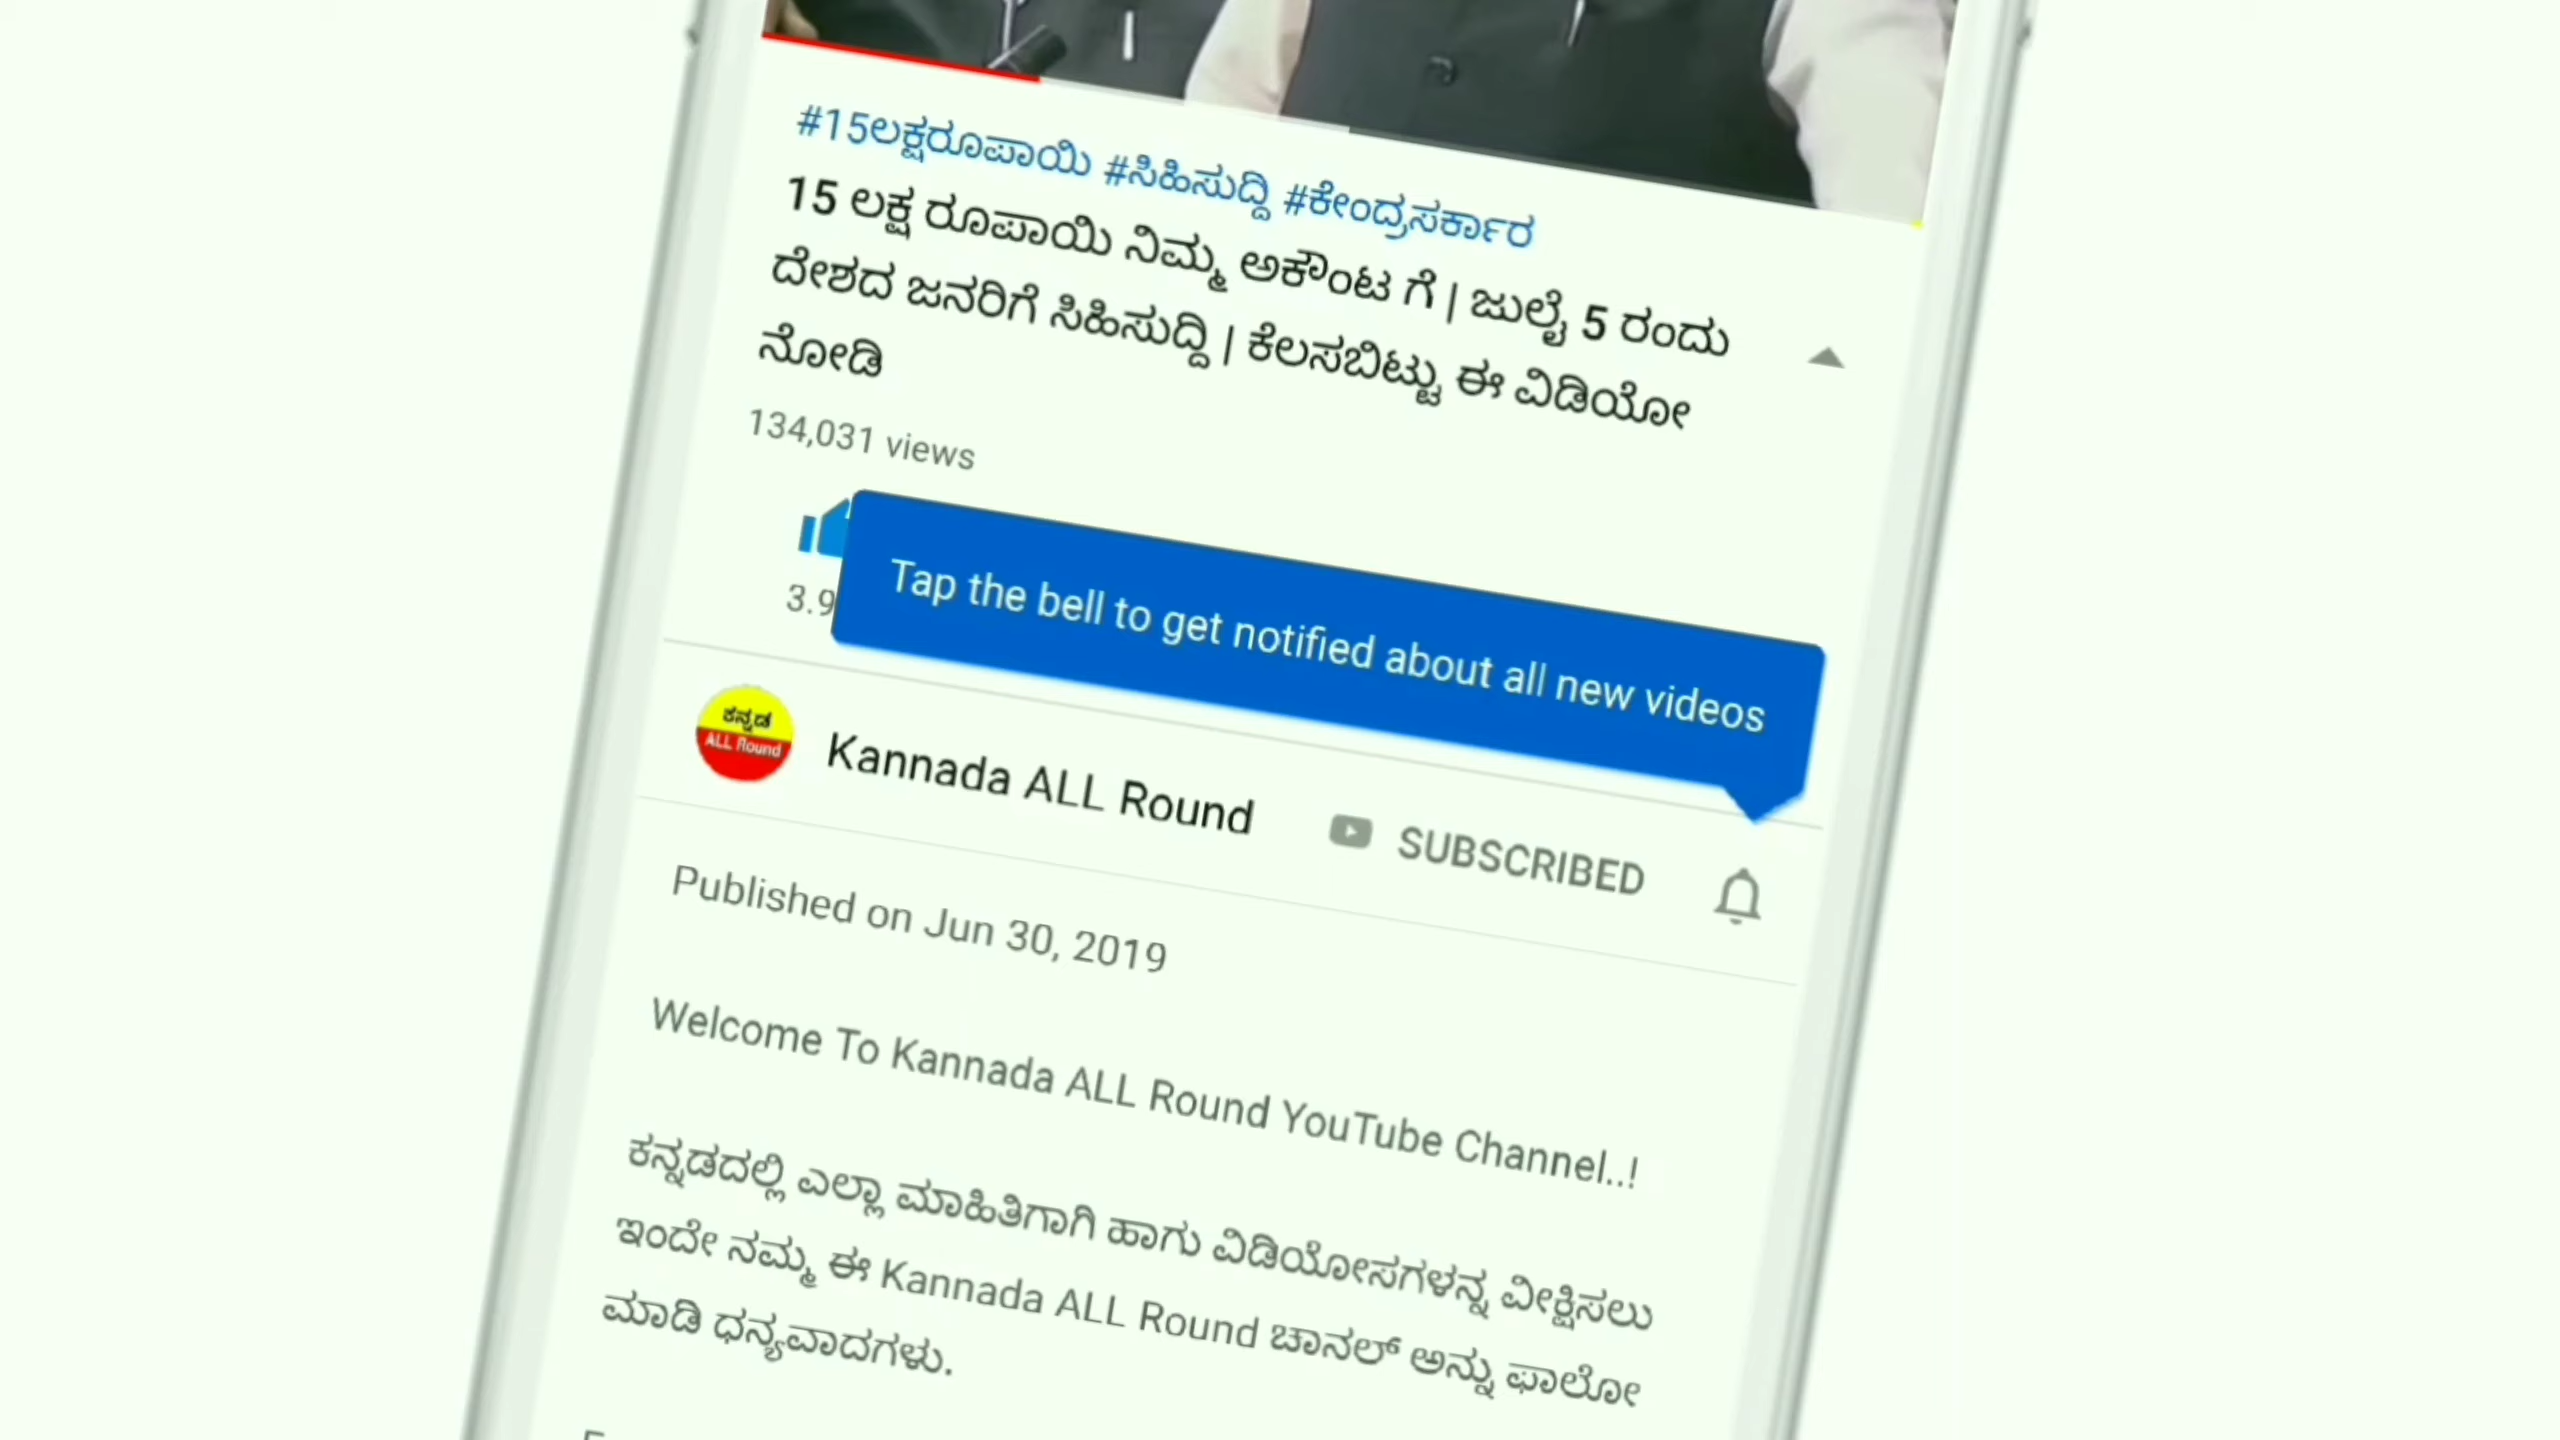 #15ಲಕ್ಷರೂಪಾಯಿ #ಸಿಹಿಸುದ್ದಿ #ಕೇಂದ್ರಸರ್ಕಾರ
15 ಲಕ್ಷ ರೂಪಾಯಿ ನಿಮ್ಮ ಅಕೌಂಟ ಗೆ | ಜುಲೈ 5 ರಂದು
ದೇಶದ ಜನರಿಗೆ ಸಿಹಿಸುದ್ದಿ | ಕೆಲಸಬಿಟ್ಟು ಈ ವಿಡಿಯೋ
ನೋಡಿ
134,031 views
3.9
Tap the bell to get notified about all new videos
ಕನ್ನಡ
ALL Round
Kannada ALL Round SUBSCRIBED
Published on Jun 30, 2019
Welcome To Kannada ALL Round YouTube Channel..!
ಕನ್ನಡದಲ್ಲಿ ಎಲ್ಲಾ ಮಾಹಿತಿಗಾಗಿ ಹಾಗು ವಿಡಿಯೋಸಗಳನ್ನ ವೀಕ್ಷಿಸಲು
ಇಂದೇ ನಮ್ಮ ಈ Kannada ALL Round ಚಾನಲ್ ಅನ್ನು ಫಾಲೋ
ಮಾಡಿ ಧನ್ಯವಾದಗಳು.